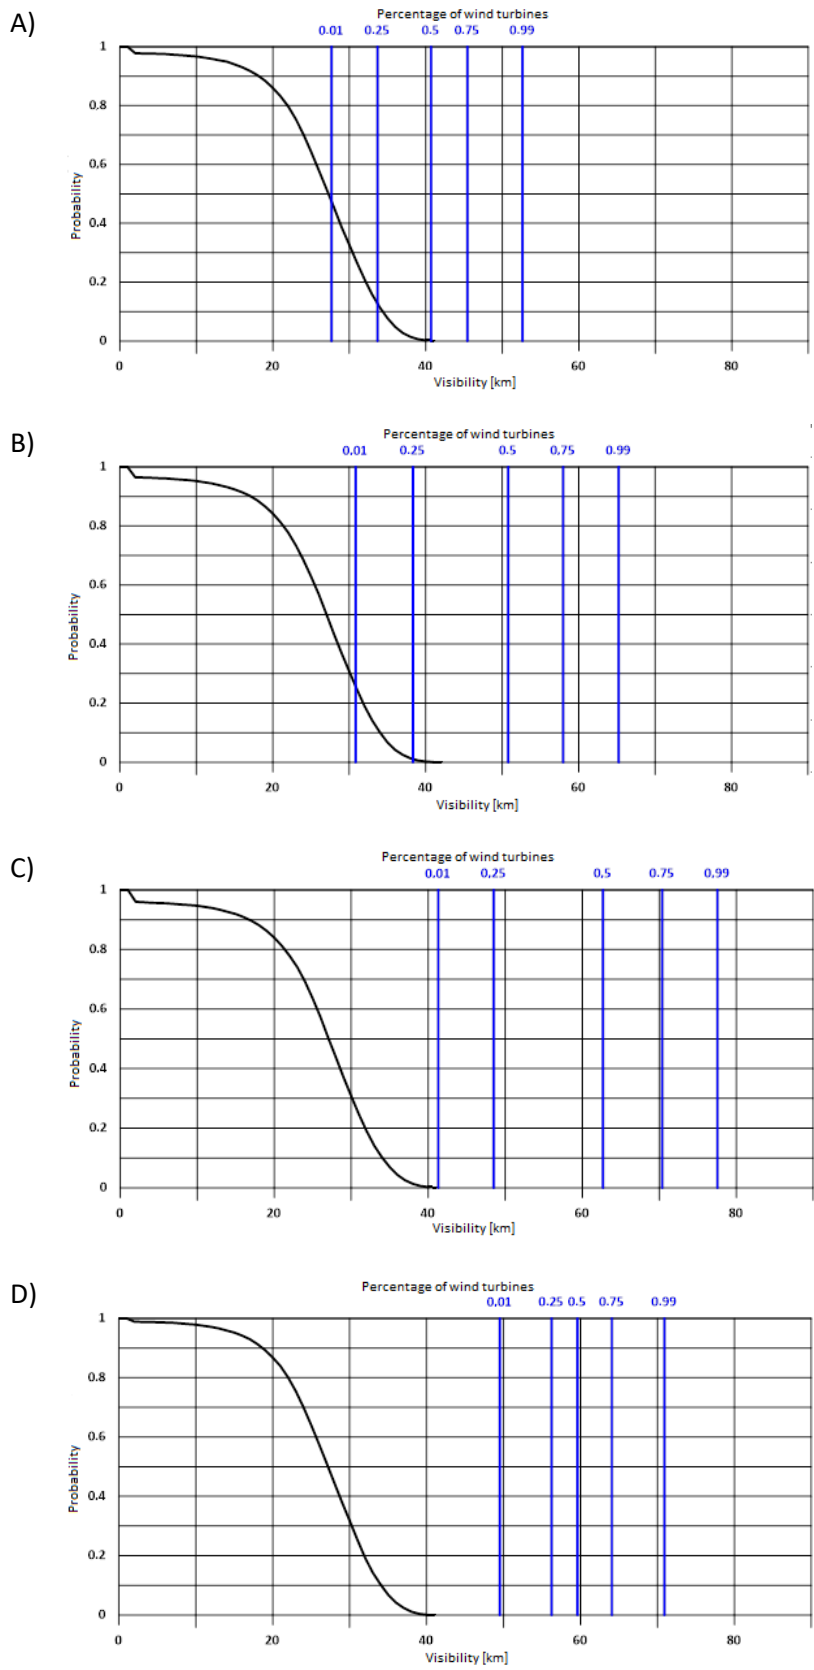 A)
Percentage of wind turbines
0.01 0.25 0.5 0.75 0.99
1
0.8
0.6
0.4
0.2
0
Probability
0 20 40 60 80
Visibility [km]
B)
Percentage of wind turbines
0.01 0.25 0.5 0.75 0.99
1
0.8
0.6
0.4
0.2
0
Probability
0 20 40 60 80
Visibility [km]
C)
Percentage of wind turbines
0.01 0.25 0.5 0.75 0.99
1
0.8
0.6
0.4
0.2
0
Probability
0 20 40 60 80
Visibility [km]
D)
Percentage of wind turbines
0.01 0.25 0.5 0.75 0.99
1
0.8
0.6
0.4
0.2
0
Probability
0 20 40 60 80
Visibility [km]